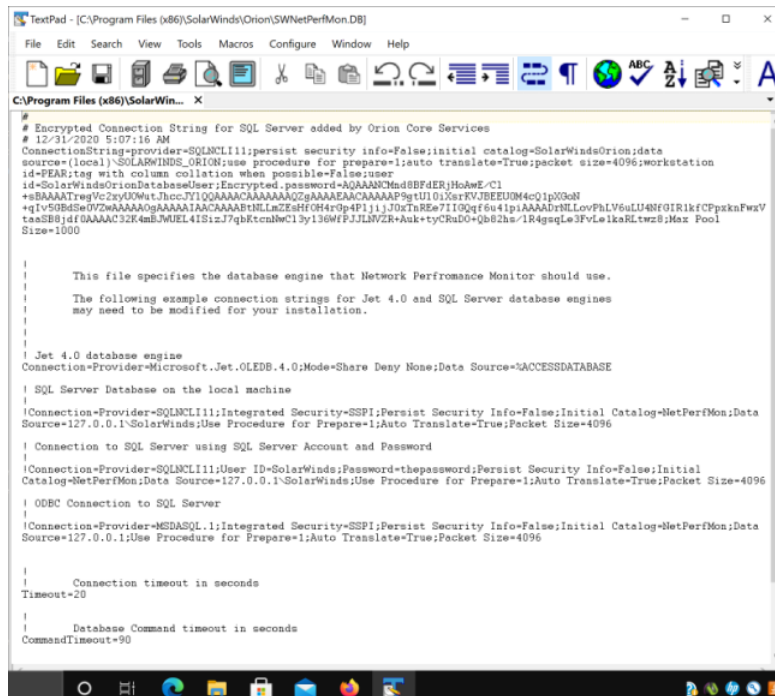 TextPad - [C:\Program Files (x86)\SolarWinds\Orion\SWNetPerfMon.DB]
File Edit Search View Tools Macros Configure Window Help
C:\Program Files (x86)\SolarWin...
#
# Encrypted Connection String for SQL Server added by Orion Core Services
# 12/31/2020 5:07:16 AM
ConnectionString=provider=SQLNCLI11;persist security info=False;initial catalog=SolarWindsOrion;data
source=(local)\SOLARWINDS_ORION;use procedure for prepare=1;auto translate=True;packet size=4096;workstation
id=PEAR;tag with column collation when possible=False;user
id=SolarWindsOrionDatabaseUser;Encrypted.password=
Size=1000
!
! This file specifies the database engine that Network Perfromance Monitor should use.
!
! The following example connection strings for Jet 4.0 and SQL Server database engines
! may need to be modified for your installation.
!
!
!
! Jet 4.0 database engine
Connection=Provider=Microsoft.Jet.OLEDB.4.0;Mode=Share Deny None;Data Source=%ACCESSDATABASE
! SQL Server Database on the local machine
!
!Connection=Provider=SQLNCLI11;Integrated Security=SSPI;Persist Security Info=False;Initial Catalog=NetPerfMon;Data
Source=127.0.0.1\SolarWinds;Use Procedure for Prepare=1;Auto Translate=True;Packet Size=4096
! Connection to SQL Server using SQL Server Account and Password
!
!Connection=Provider=SQLNCLI11;User ID=SolarWinds;Password=thepassword;Persist Security Info=False;Initial
Catalog=NetPerfMon;Data Source=127.0.0.1\SolarWinds;Use Procedure for Prepare=1;Auto Translate=True;Packet Size=4096
! ODBC Connection to SQL Server
!
!Connection=Provider=MSDASQL.1;Integrated Security=SSPI;Persist Security Info=False;Initial Catalog=NetPerfMon;Data
Source=127.0.0.1;Use Procedure for Prepare=1;Auto Translate=True;Packet Size=4096
!
! Connection timeout in seconds
Timeout=20
!
! Database Command timeout in seconds
CommandTimeout=90